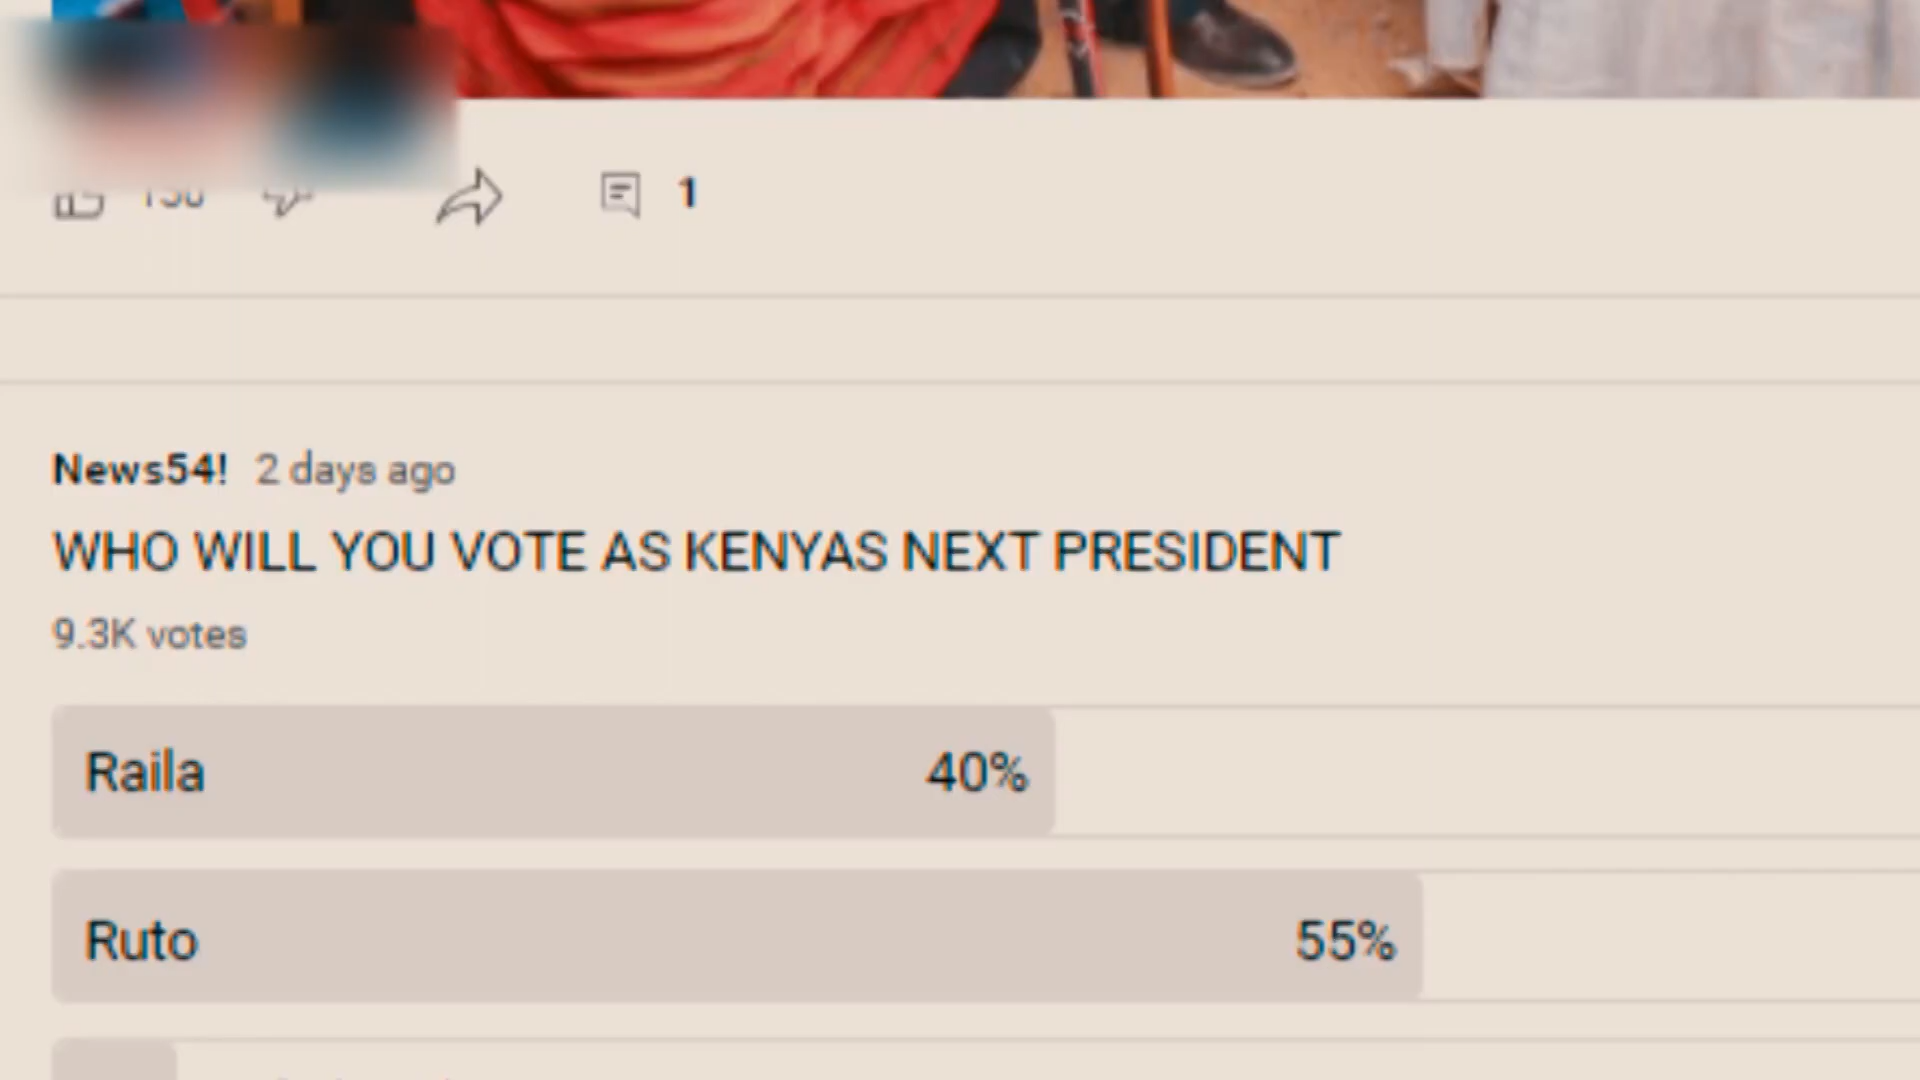 1
News54! 2 days ago
WHO WILL YOU VOTE AS KENYAS NEXT PRESIDENT
9.3K votes
Raila 40%
Ruto 55%